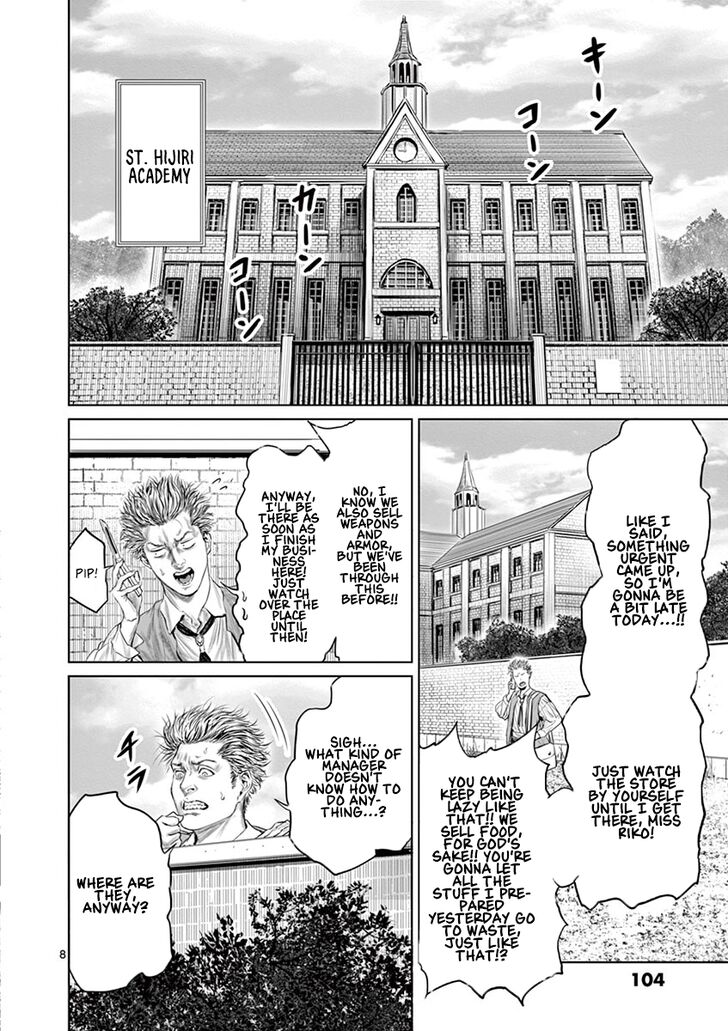 ST. HIJIRI
ACADEMY
キーン
コーン
カーン
コーン
LIKE I
SAID,
SOMETHING
URGENT
CAME UP,
SO I'M
GONNA BE
A BIT LATE
TODAY...!!
JUST WATCH
THE STORE
BY YOURSELF
UNTIL I GET
THERE, MISS
RIKO!
YOU CAN'T
KEEP BEING
LAZY LIKE
THAT!! WE
SELL FOOD,
FOR GOD'S
SAKE!! YOU'RE
GONNA LET
ALL THE
STUFF I PRE-
PARED
YESTERDAY GO
TO WASTE,
JUST LIKE
THAT!?
NO, I
KNOW WE
ALSO SELL
WEAPONS
AND
ARMOR,
BUT WE'VE
BEEN
THROUGH
THIS
BEFORE!!
ANYWAY,
I'LL BE
THERE AS
SOON AS
I FINISH
MY BUSI-
NESS
HERE!
JUST
WATCH
OVER THE
PLACE
UNTIL
THEN!
PIP!
SIGH...
WHAT KIND OF
MANAGER
DOESN'T
KNOW HOW TO
DO ANY-
THING...?
チラ
WHERE ARE
THEY,
ANYWAY?
8
104